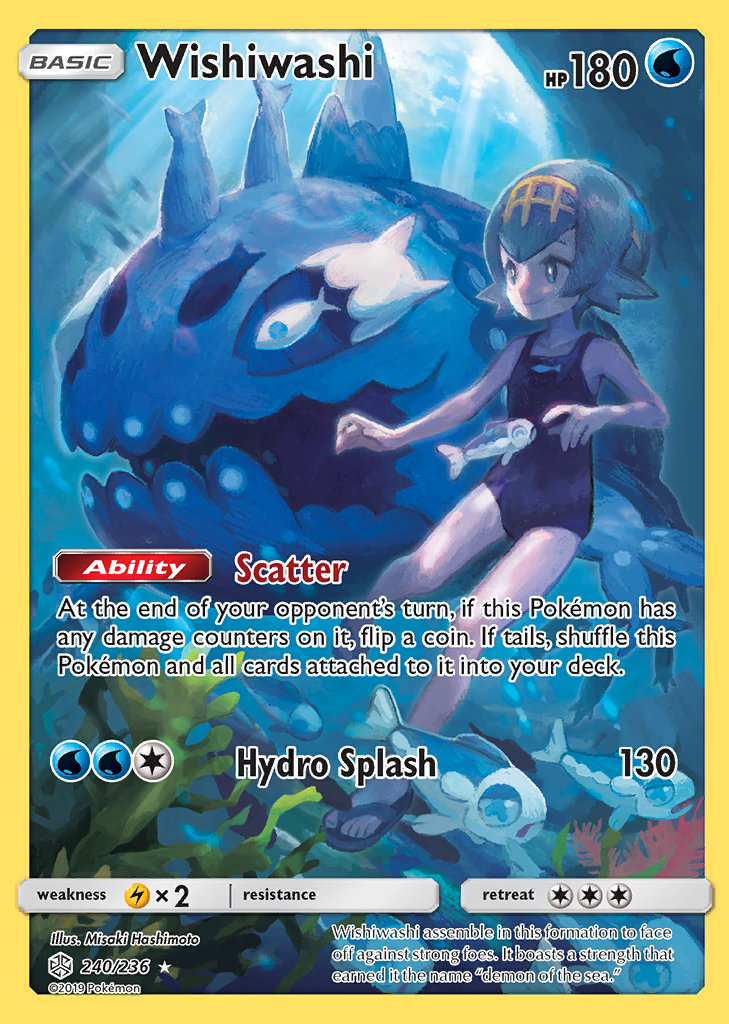 BASIC Wishiwashi HP180
Ability Scatter
At the end of your opponent's turn, if this Pokémon has
any damage counters on it, flip a coin. If tails, shuffle this
Pokémon and all cards attached to it into your deck.
Hydro Splash 130
weakness ×2 resistance retreat
Illus. Misaki Hashimoto
240/236
©2019 Pokémon
Wishiwashi assemble in this formation to face
off against strong foes. It boasts a strength that
earned it the name “demon of the sea.”